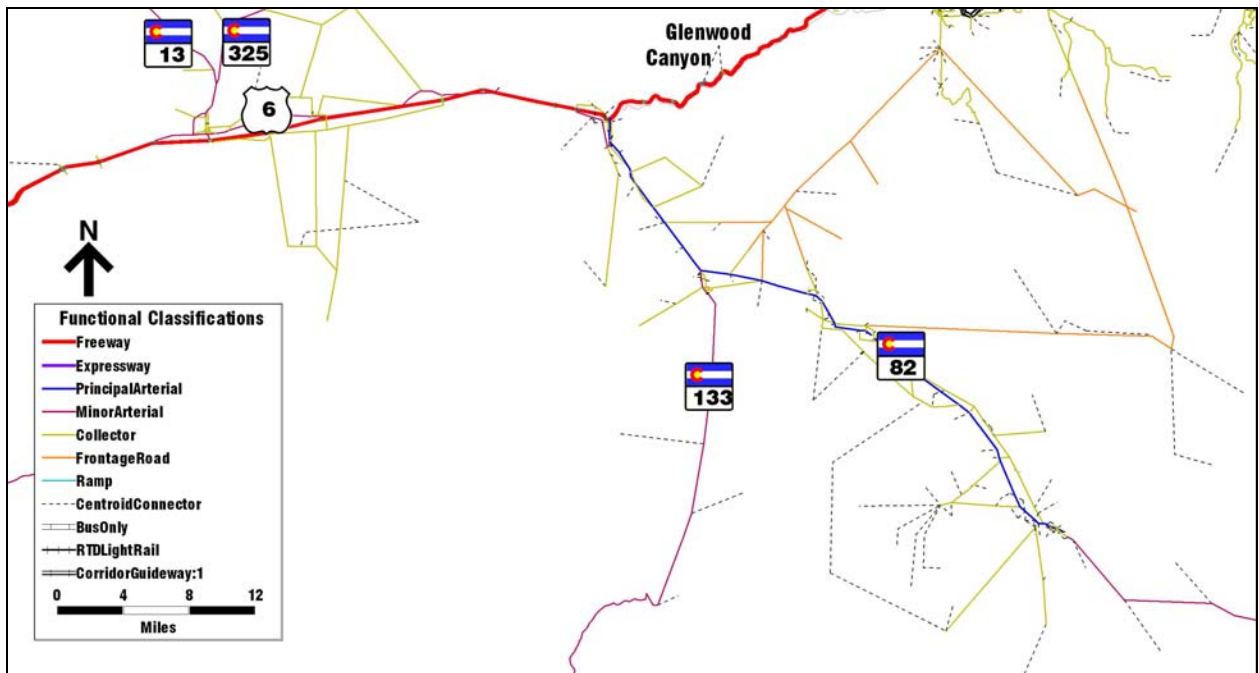 13
325
Glenwood
Canyon
6
N
Functional Classifications
Freeway
Expressway
PrincipalArterial
MinorArterial
Collector
FrontageRoad
Ramp
CentroidConnector
BusOnly
RTDLightRail
CorridorGuideway:1
0 4 8 12
Miles
82
133